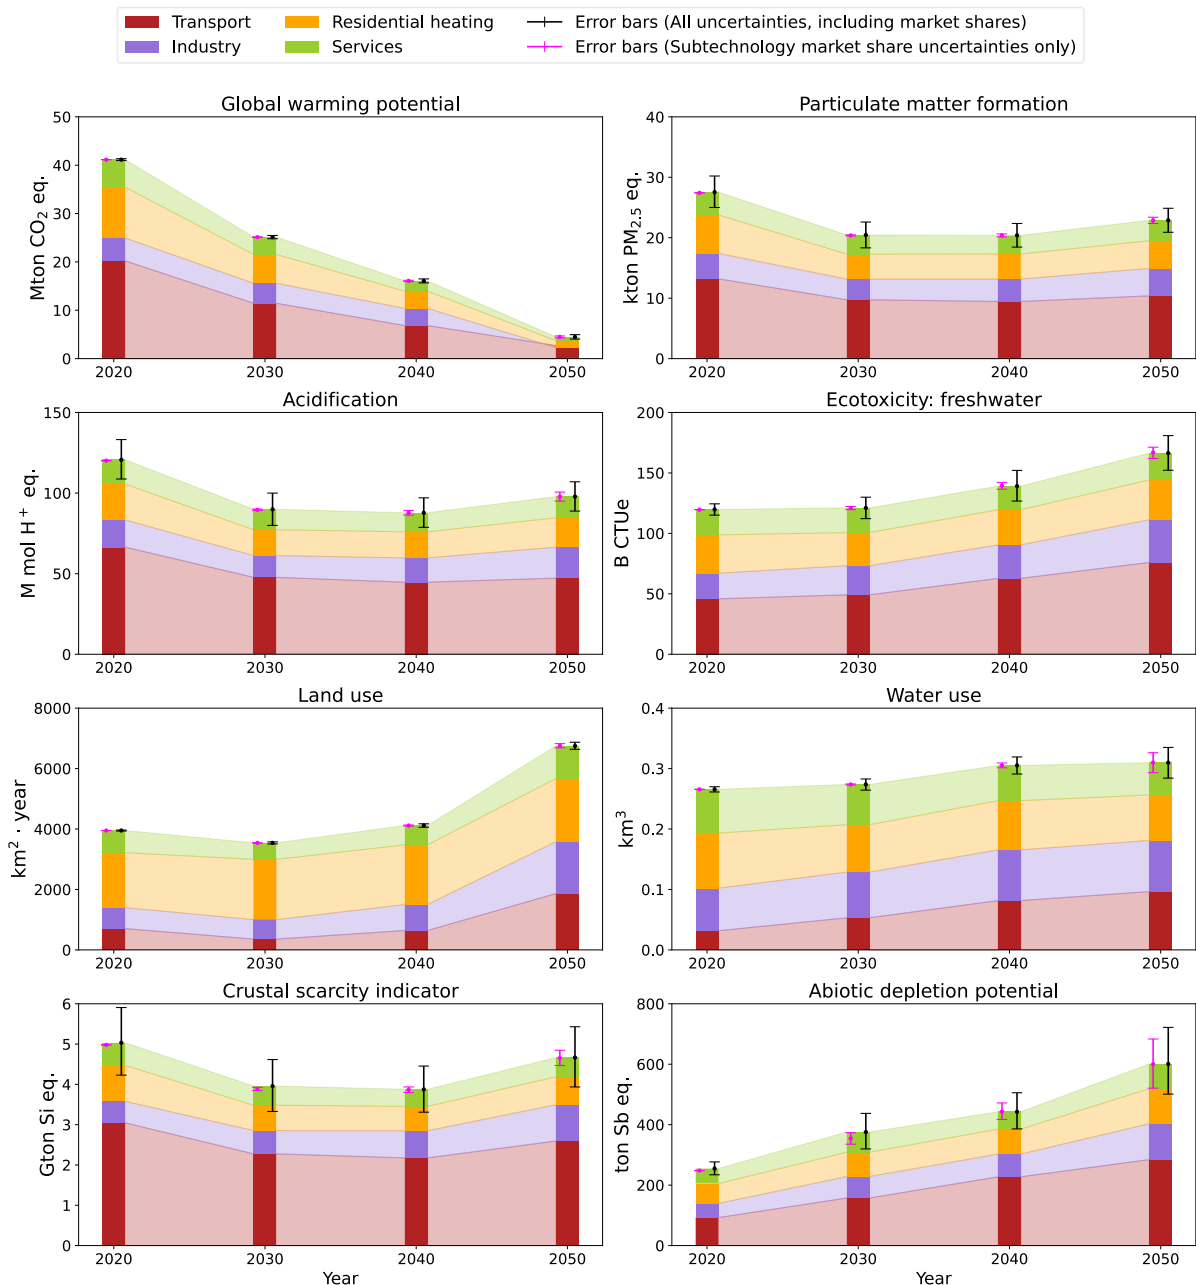 Transport
Industry
Residential heating
Services
Error bars (All uncertainties, including market shares)
Error bars (Subtechnology market share uncertainties only)
Global warming potential
Mton CO₂ eq.
50
40
30
20
10
0
2020 2030 2040 2050
Particulate matter formation
kton PM₂.₅ eq.
40
30
20
10
0
2020 2030 2040 2050
Acidification
M mol H⁺ eq.
150
100
50
0
2020 2030 2040 2050
Ecotoxicity: freshwater
B CTUe
200
150
100
50
0
2020 2030 2040 2050
Land use
km² · year
8000
6000
4000
2000
0
2020 2030 2040 2050
Water use
km³
0.4
0.3
0.2
0.1
0.0
2020 2030 2040 2050
Crustal scarcity indicator
Gton Si eq.
6
5
4
3
2
1
0
2020 2030 2040 2050
Year
Abiotic depletion potential
ton Sb eq.
800
600
400
200
0
2020 2030 2040 2050
Year